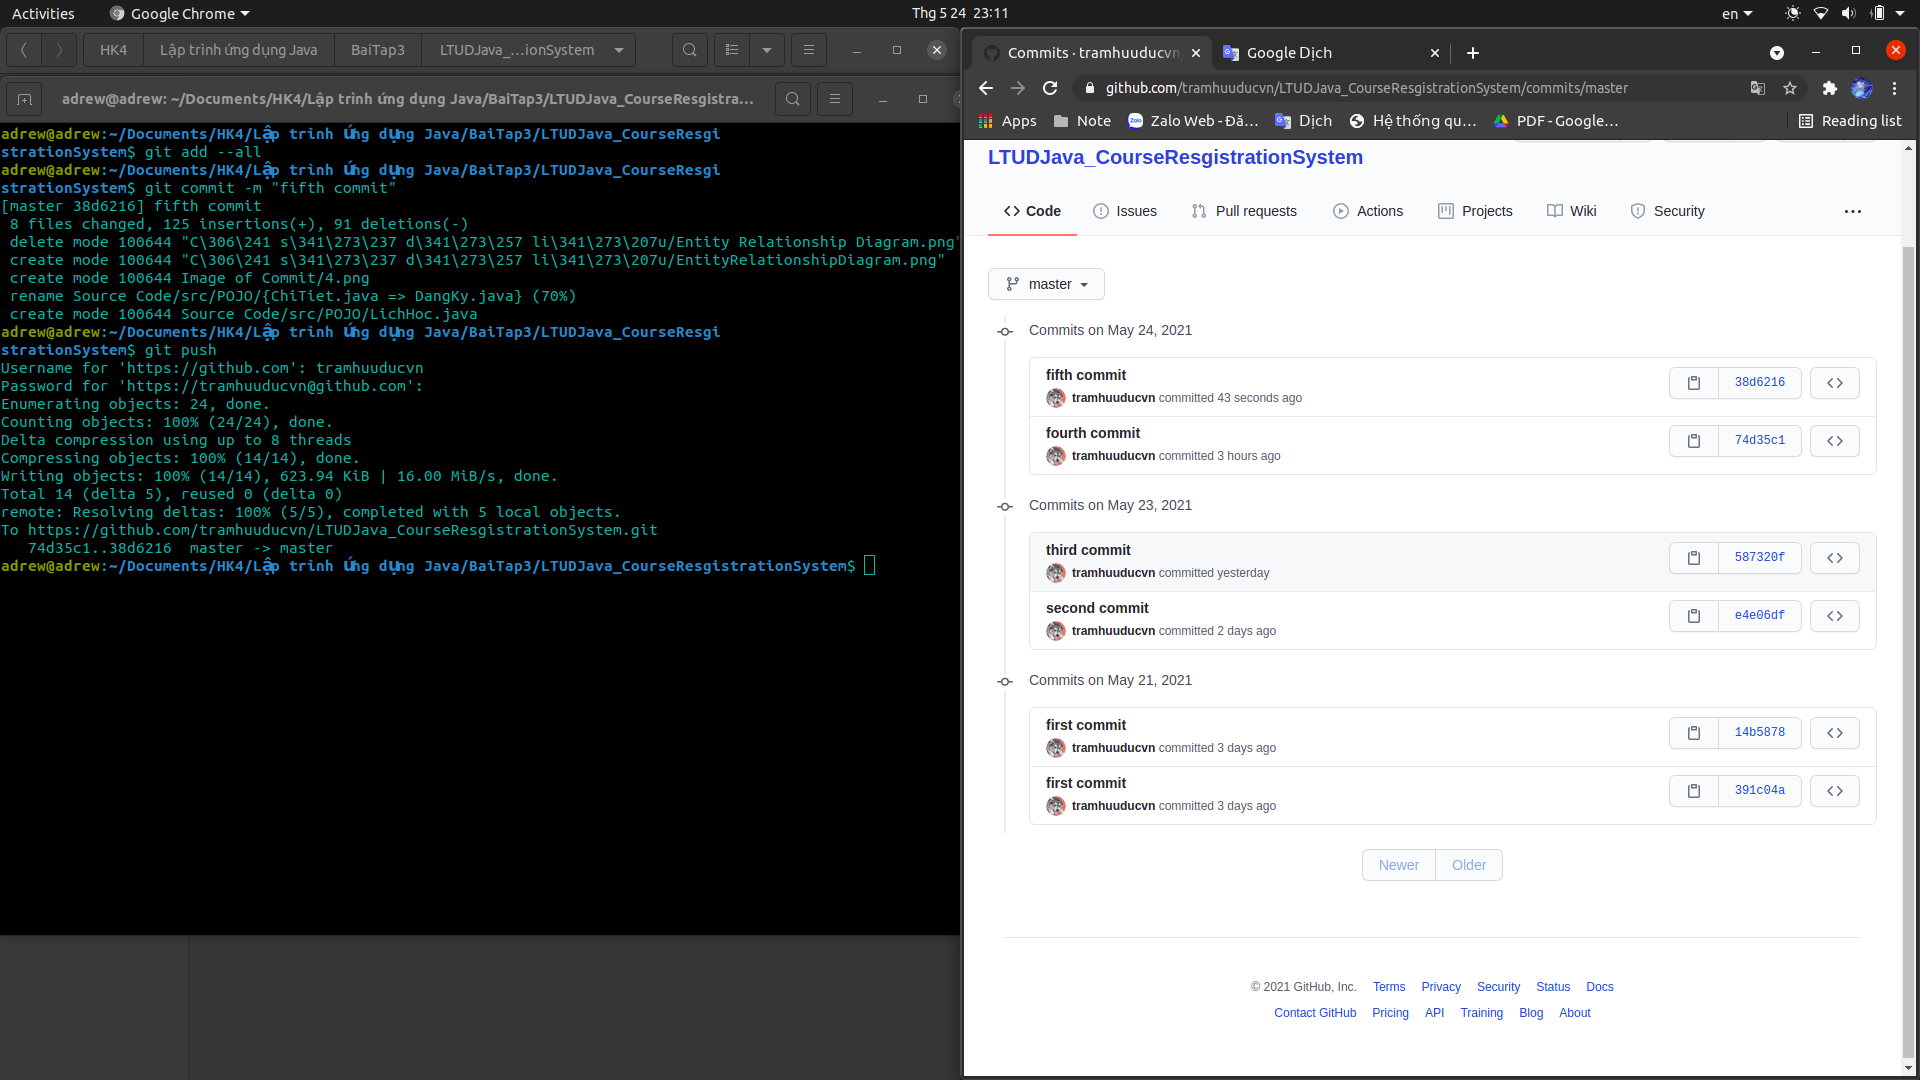 Activities
Google Chrome
Thg 5 24 23:11
en
HK4
Lập trình ứng dụng Java
BaiTap3
LTUDJava_...ionSystem
adrew@adrew: ~/Documents/HK4/Lập trình ứng dụng Java/BaiTap3/LTUDJava_CourseResgistra...
adrew@adrew:~/Documents/HK4/Lập trình ứng dụng Java/BaiTap3/LTUDJava_CourseResgi
strationSystem$ git add --all
adrew@adrew:~/Documents/HK4/Lập trình ứng dụng Java/BaiTap3/LTUDJava_CourseResgi
strationSystem$ git commit -m "fifth commit"
[master 38d6216] fifth commit
8 files changed, 125 insertions(+), 91 deletions(-)
delete mode 100644 "C\306\241 s\341\273\237 d\341\273\257 li\341\273\207u/Entity Relationship Diagram.png"
create mode 100644 "C\306\241 s\341\273\237 d\341\273\257 li\341\273\207u/EntityRelationshipDiagram.png"
create mode 100644 Image of Commit/4.png
rename Source Code/src/POJO/{ChiTiet.java => DangKy.java} (70%)
create mode 100644 Source Code/src/POJO/LichHoc.java
adrew@adrew:~/Documents/HK4/Lập trình ứng dụng Java/BaiTap3/LTUDJava_CourseResgi
strationSystem$ git push
Username for 'https://github.com': tramhuuducvn
Password for 'https://tramhuuducvn@github.com':
Enumerating objects: 24, done.
Counting objects: 100% (24/24), done.
Delta compression using up to 8 threads
Compressing objects: 100% (14/14), done.
Writing objects: 100% (14/14), 623.94 KiB | 16.00 MiB/s, done.
Total 14 (delta 5), reused 0 (delta 0)
remote: Resolving deltas: 100% (5/5), completed with 5 local objects.
To https://github.com/tramhuuducvn/LTUDJava_CourseResgistrationSystem.git
74d35c1..38d6216 master -> master
adrew@adrew:~/Documents/HK4/Lập trình ứng dụng Java/BaiTap3/LTUDJava_CourseResgistrationSystem$
Commits · tramhuuducvn
Google Dịch
github.com/tramhuuducvn/LTUDJava_CourseResgistrationSystem/commits/master
Apps
Note
Zalo Web - Đă...
Dịch
Hệ thống qu...
PDF - Google...
Reading list
LTUDJava_CourseResgistrationSystem
Code
Issues
Pull requests
Actions
Projects
Wiki
Security
master
Commits on May 24, 2021
fifth commit
38d6216
tramhuuducvn committed 43 seconds ago
fourth commit
74d35c1
tramhuuducvn committed 3 hours ago
Commits on May 23, 2021
third commit
587320f
tramhuuducvn committed yesterday
second commit
e4e06df
tramhuuducvn committed 2 days ago
Commits on May 21, 2021
first commit
14b5878
tramhuuducvn committed 3 days ago
first commit
391c04a
tramhuuducvn committed 3 days ago
Newer
Older
© 2021 GitHub, Inc.
Terms
Privacy
Security
Status
Docs
Contact GitHub
Pricing
API
Training
Blog
About